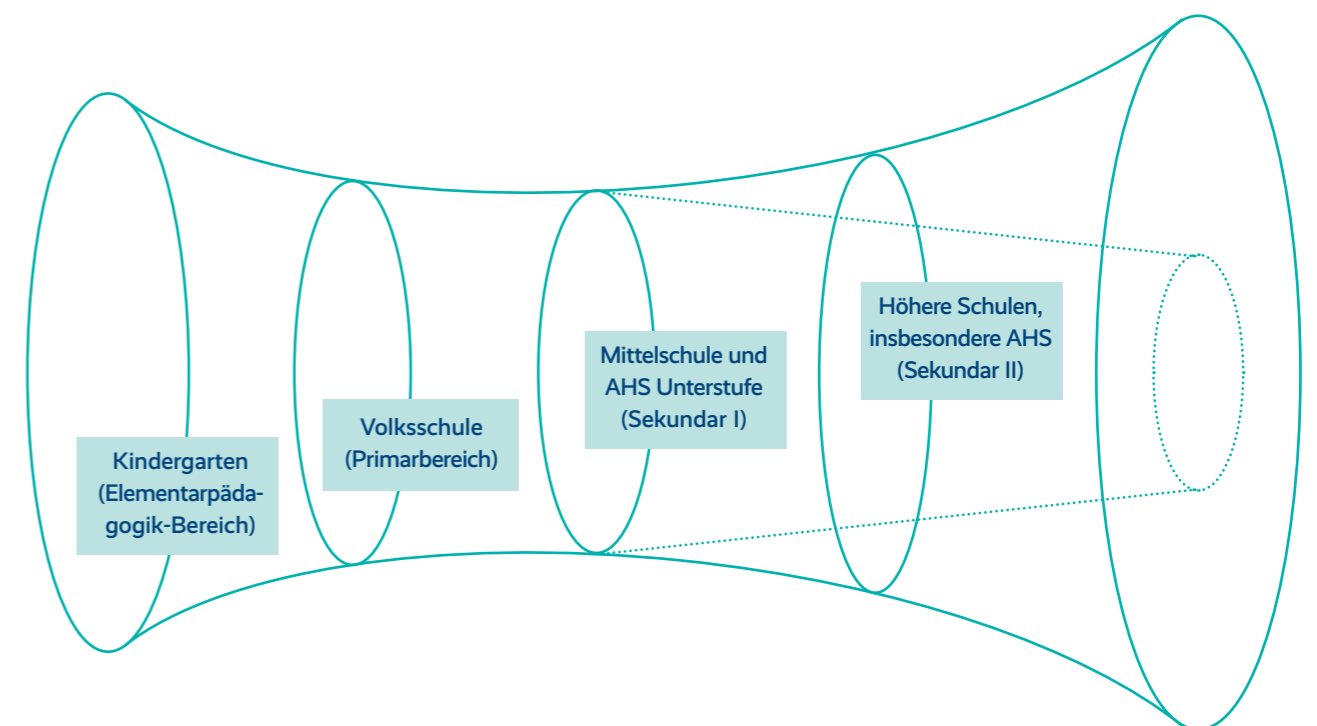 Kindergarten
(Elementarpäda-
gogik-Bereich)
Volksschule
(Primarbereich)
Mittelschule und
AHS Unterstufe
(Sekundar I)
Höhere Schulen,
insbesondere AHS
(Sekundar II)